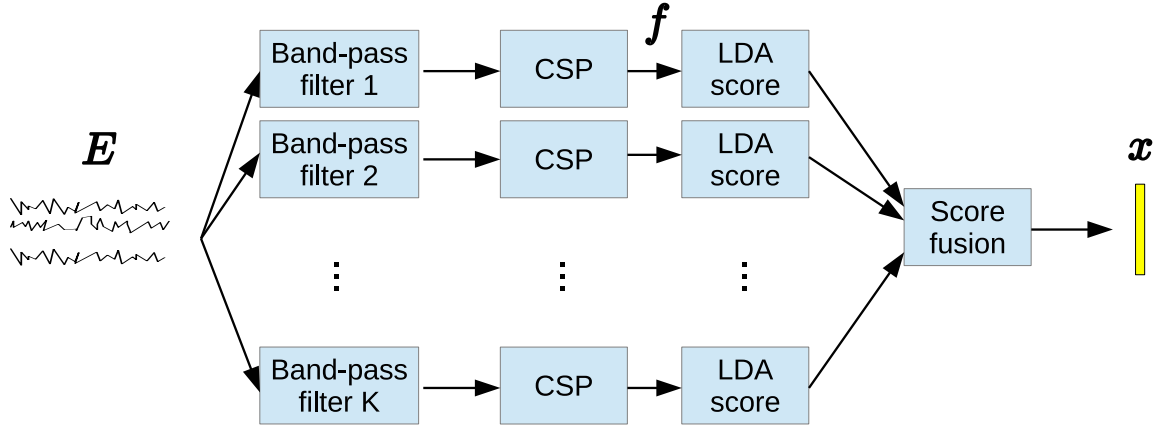 f
Band-pass
filter 1
CSP
LDA
score
E
Band-pass
filter 2
CSP
LDA
score
x
Score
fusion
Band-pass
filter K
CSP
LDA
score